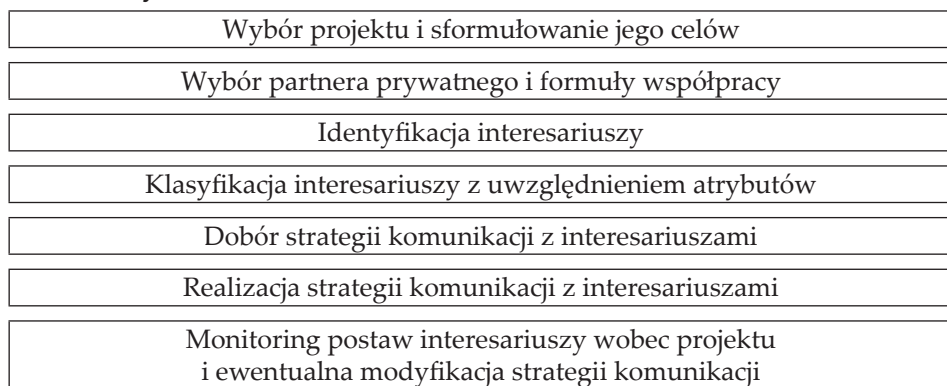 Wybór projektu i sformułowanie jego celów
Wybór partnera prywatnego i formuły współpracy
Identyfikacja interesariuszy
Klasyfikacja interesariuszy z uwzględnieniem atrybutów
Dobór strategii komunikacji z interesariuszami
Realizacja strategii komunikacji z interesariuszami
Monitoring postaw interesariuszy wobec projektu
i ewentualna modyfikacja strategii komunikacji